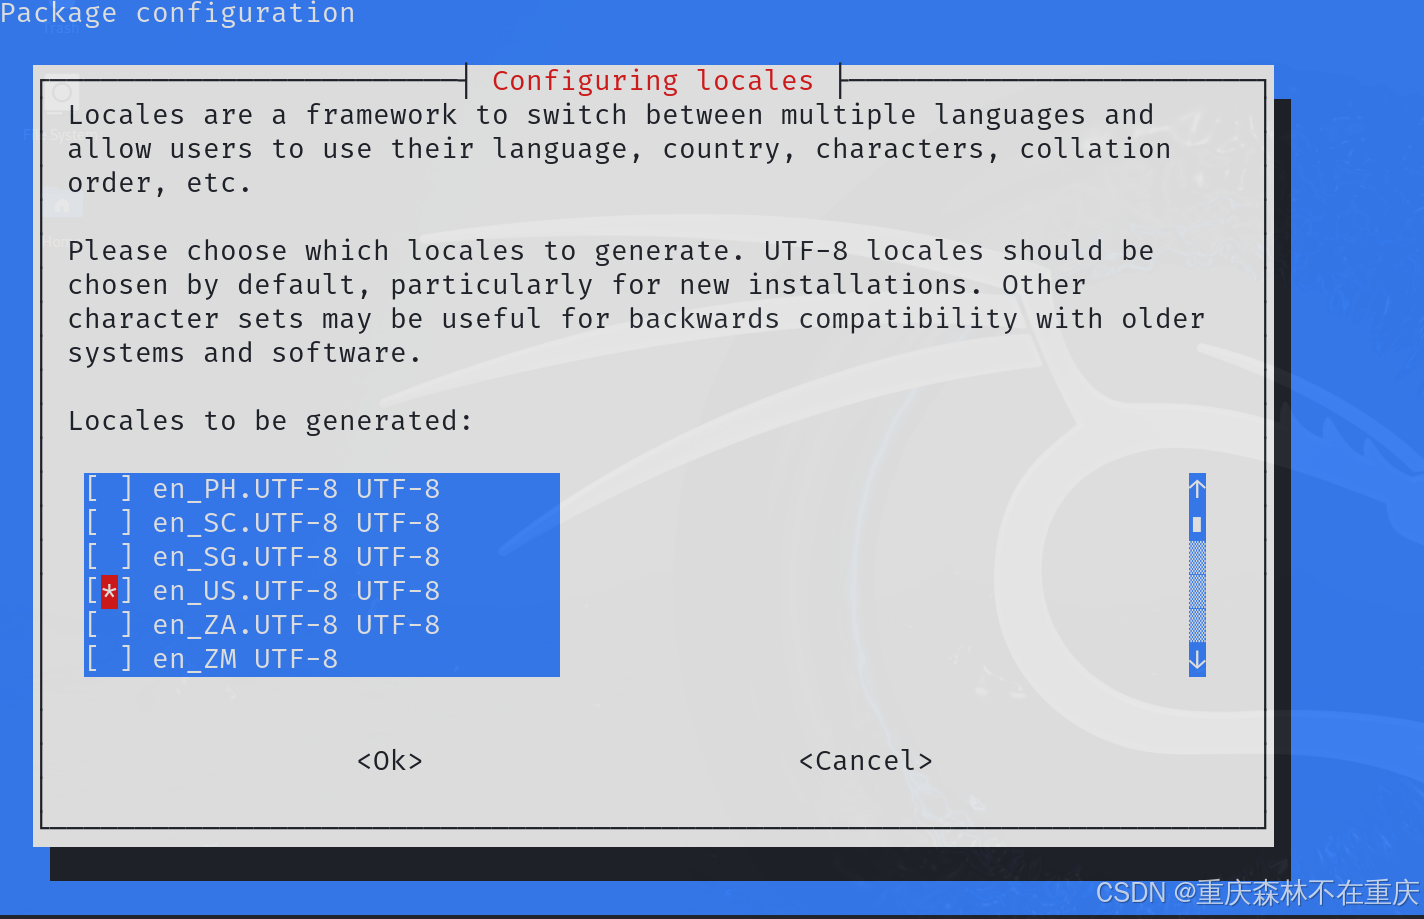 Package configuration
Trash
Configuring locales
Locales are a framework to switch between multiple languages and
allow users to use their language, country, characters, collation
order, etc.
File System
Please choose which locales to generate. UTF-8 locales should be
chosen by default, particularly for new installations. Other
character sets may be useful for backwards compatibility with older
systems and software.
Home
Locales to be generated:
[ ] en_PH.UTF-8 UTF-8
[ ] en_SC.UTF-8 UTF-8
[ ] en_SG.UTF-8 UTF-8
[*] en_US.UTF-8 UTF-8
[ ] en_ZA.UTF-8 UTF-8
[ ] en_ZM UTF-8
<Ok> <Cancel>
CSDN @重庆森林不在重庆